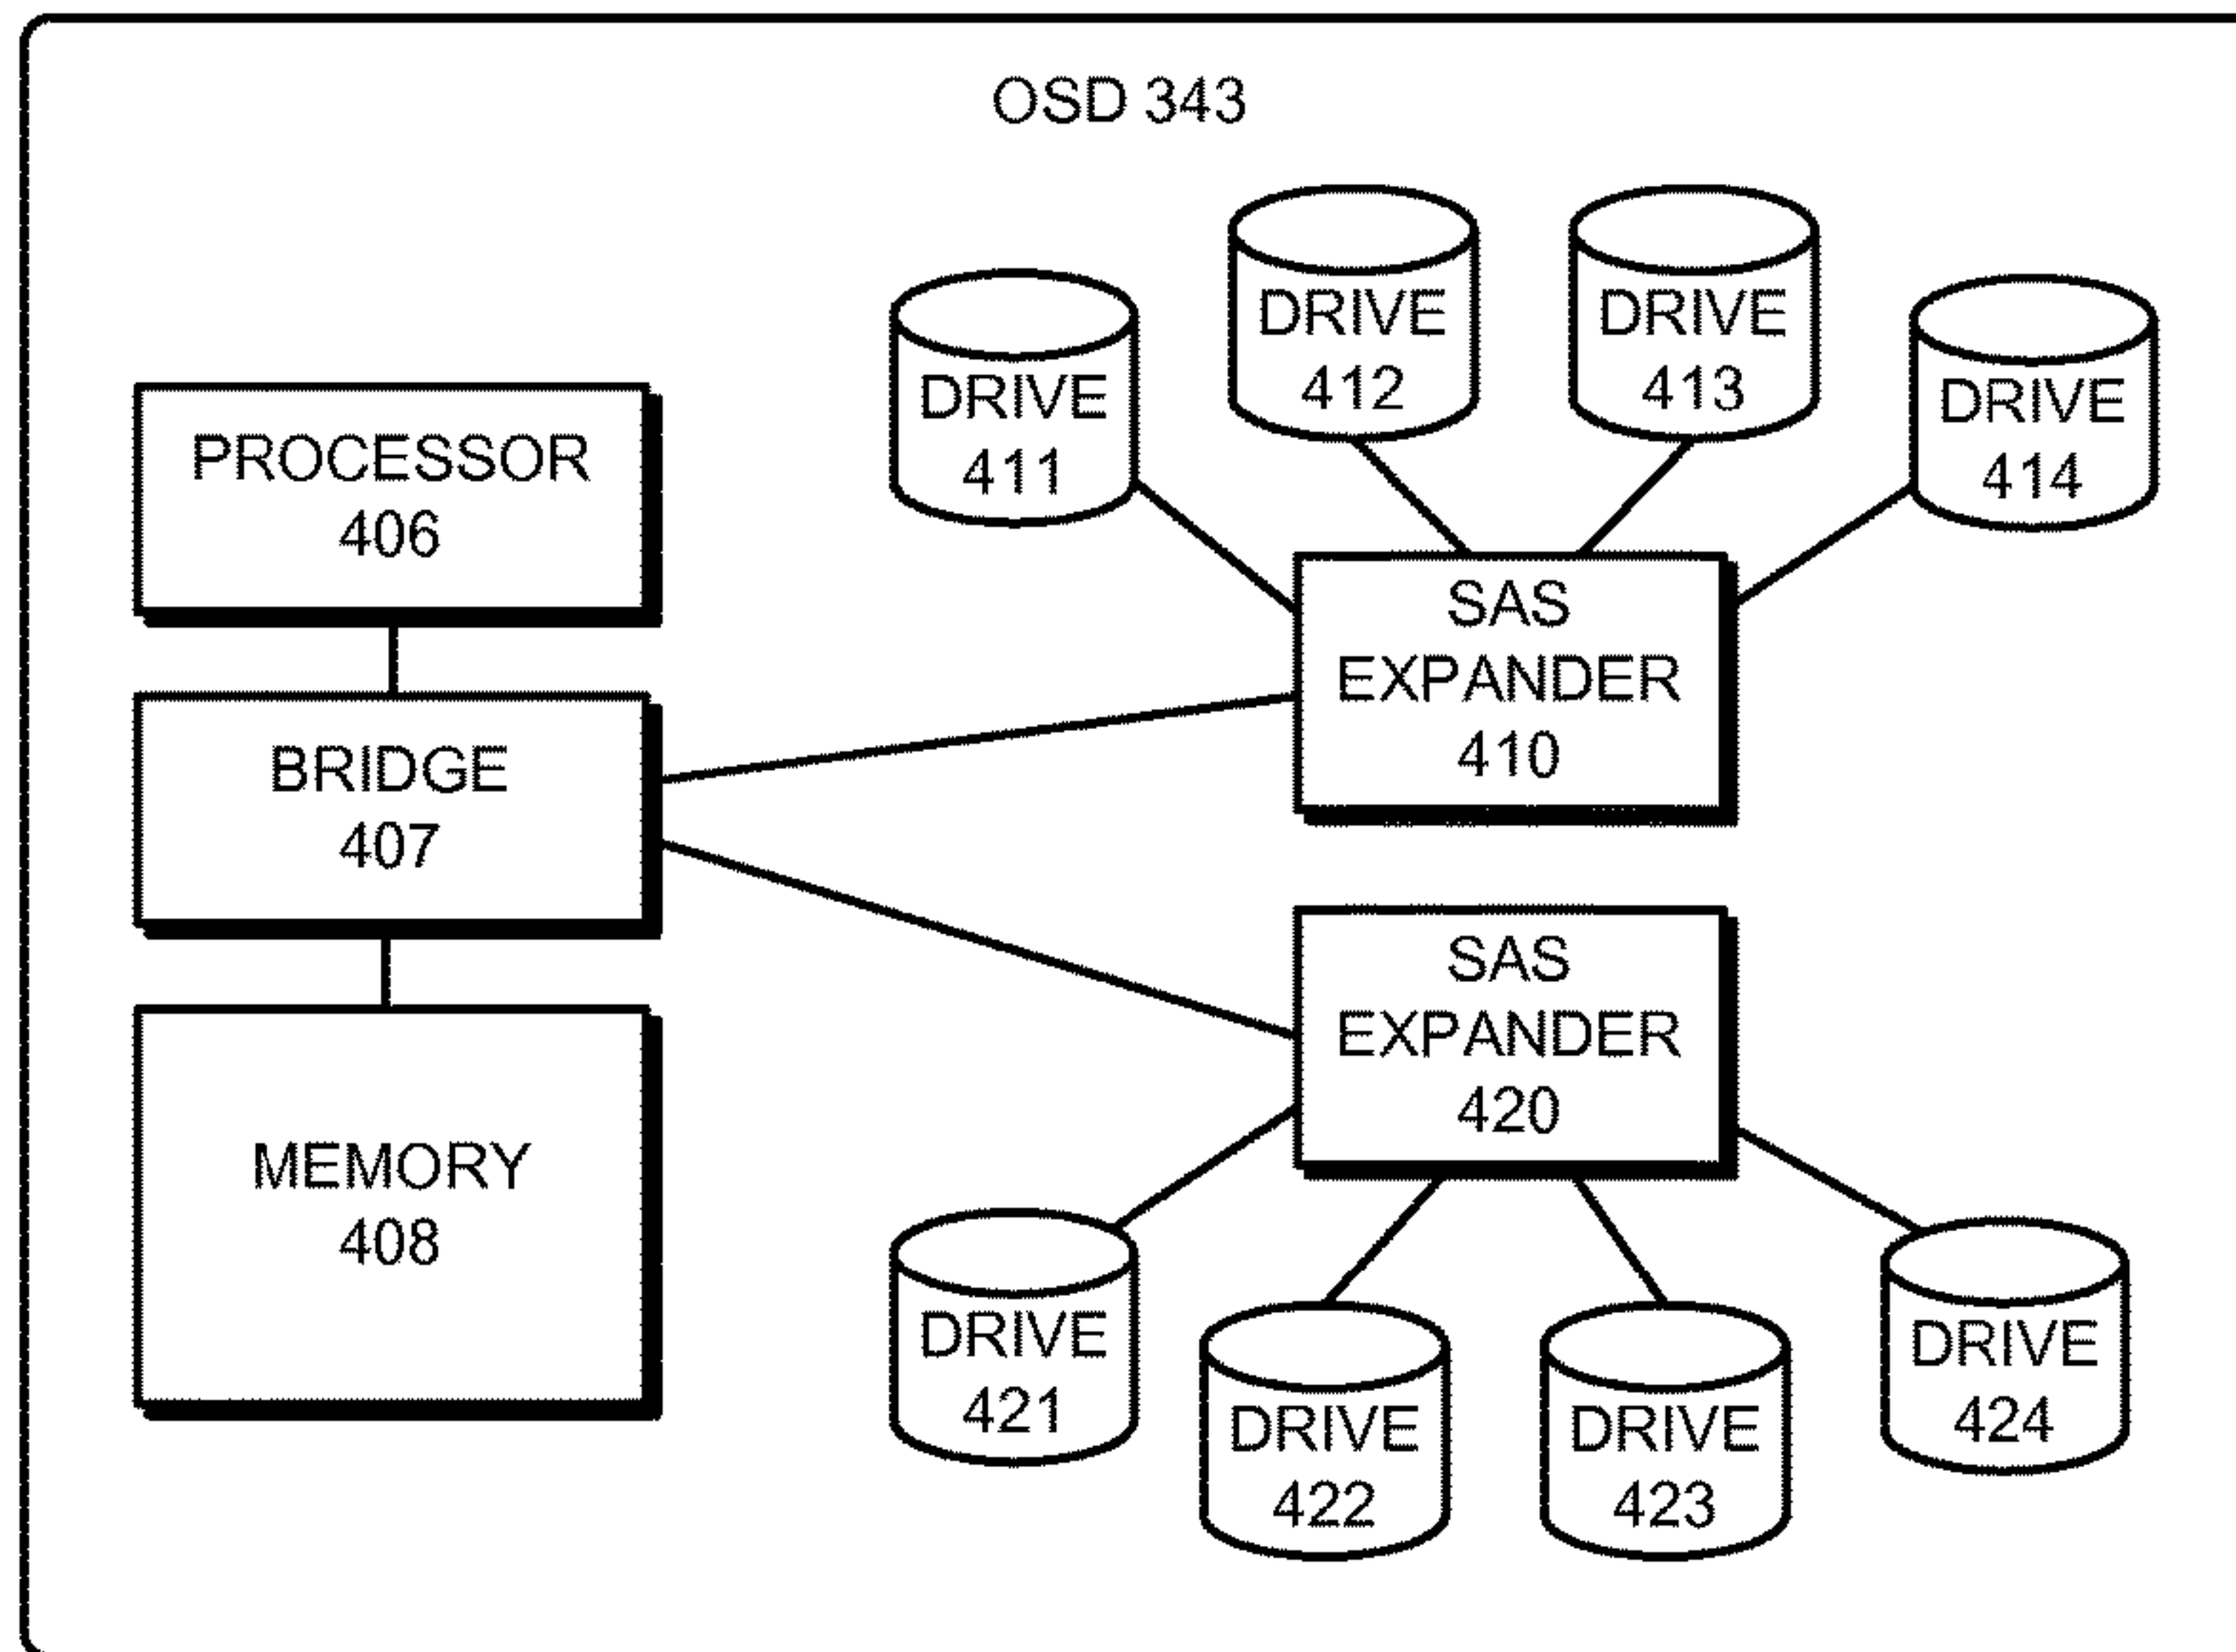 OSD 343
DRIVE
411
DRIVE
412
DRIVE
413
DRIVE
414
PROCESSOR
406
SAS
EXPANDER
410
BRIDGE
407
SAS
EXPANDER
420
MEMORY
408
DRIVE
421
DRIVE
422
DRIVE
423
DRIVE
424